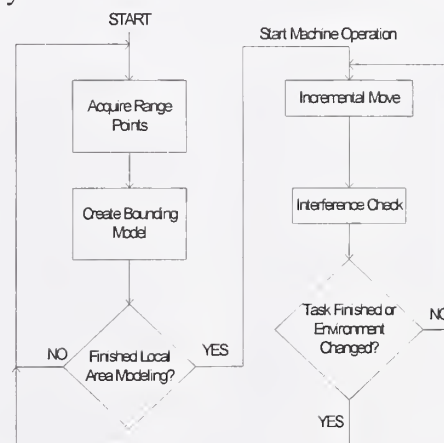 START
Acquire Range
Points
Create Bounding
Model
NO
Finished Local
Area Modeling?
YES
Start Machine Operation
Incremental Move
Interference Check
Task Finished or
Environment
Changed?
NO
YES